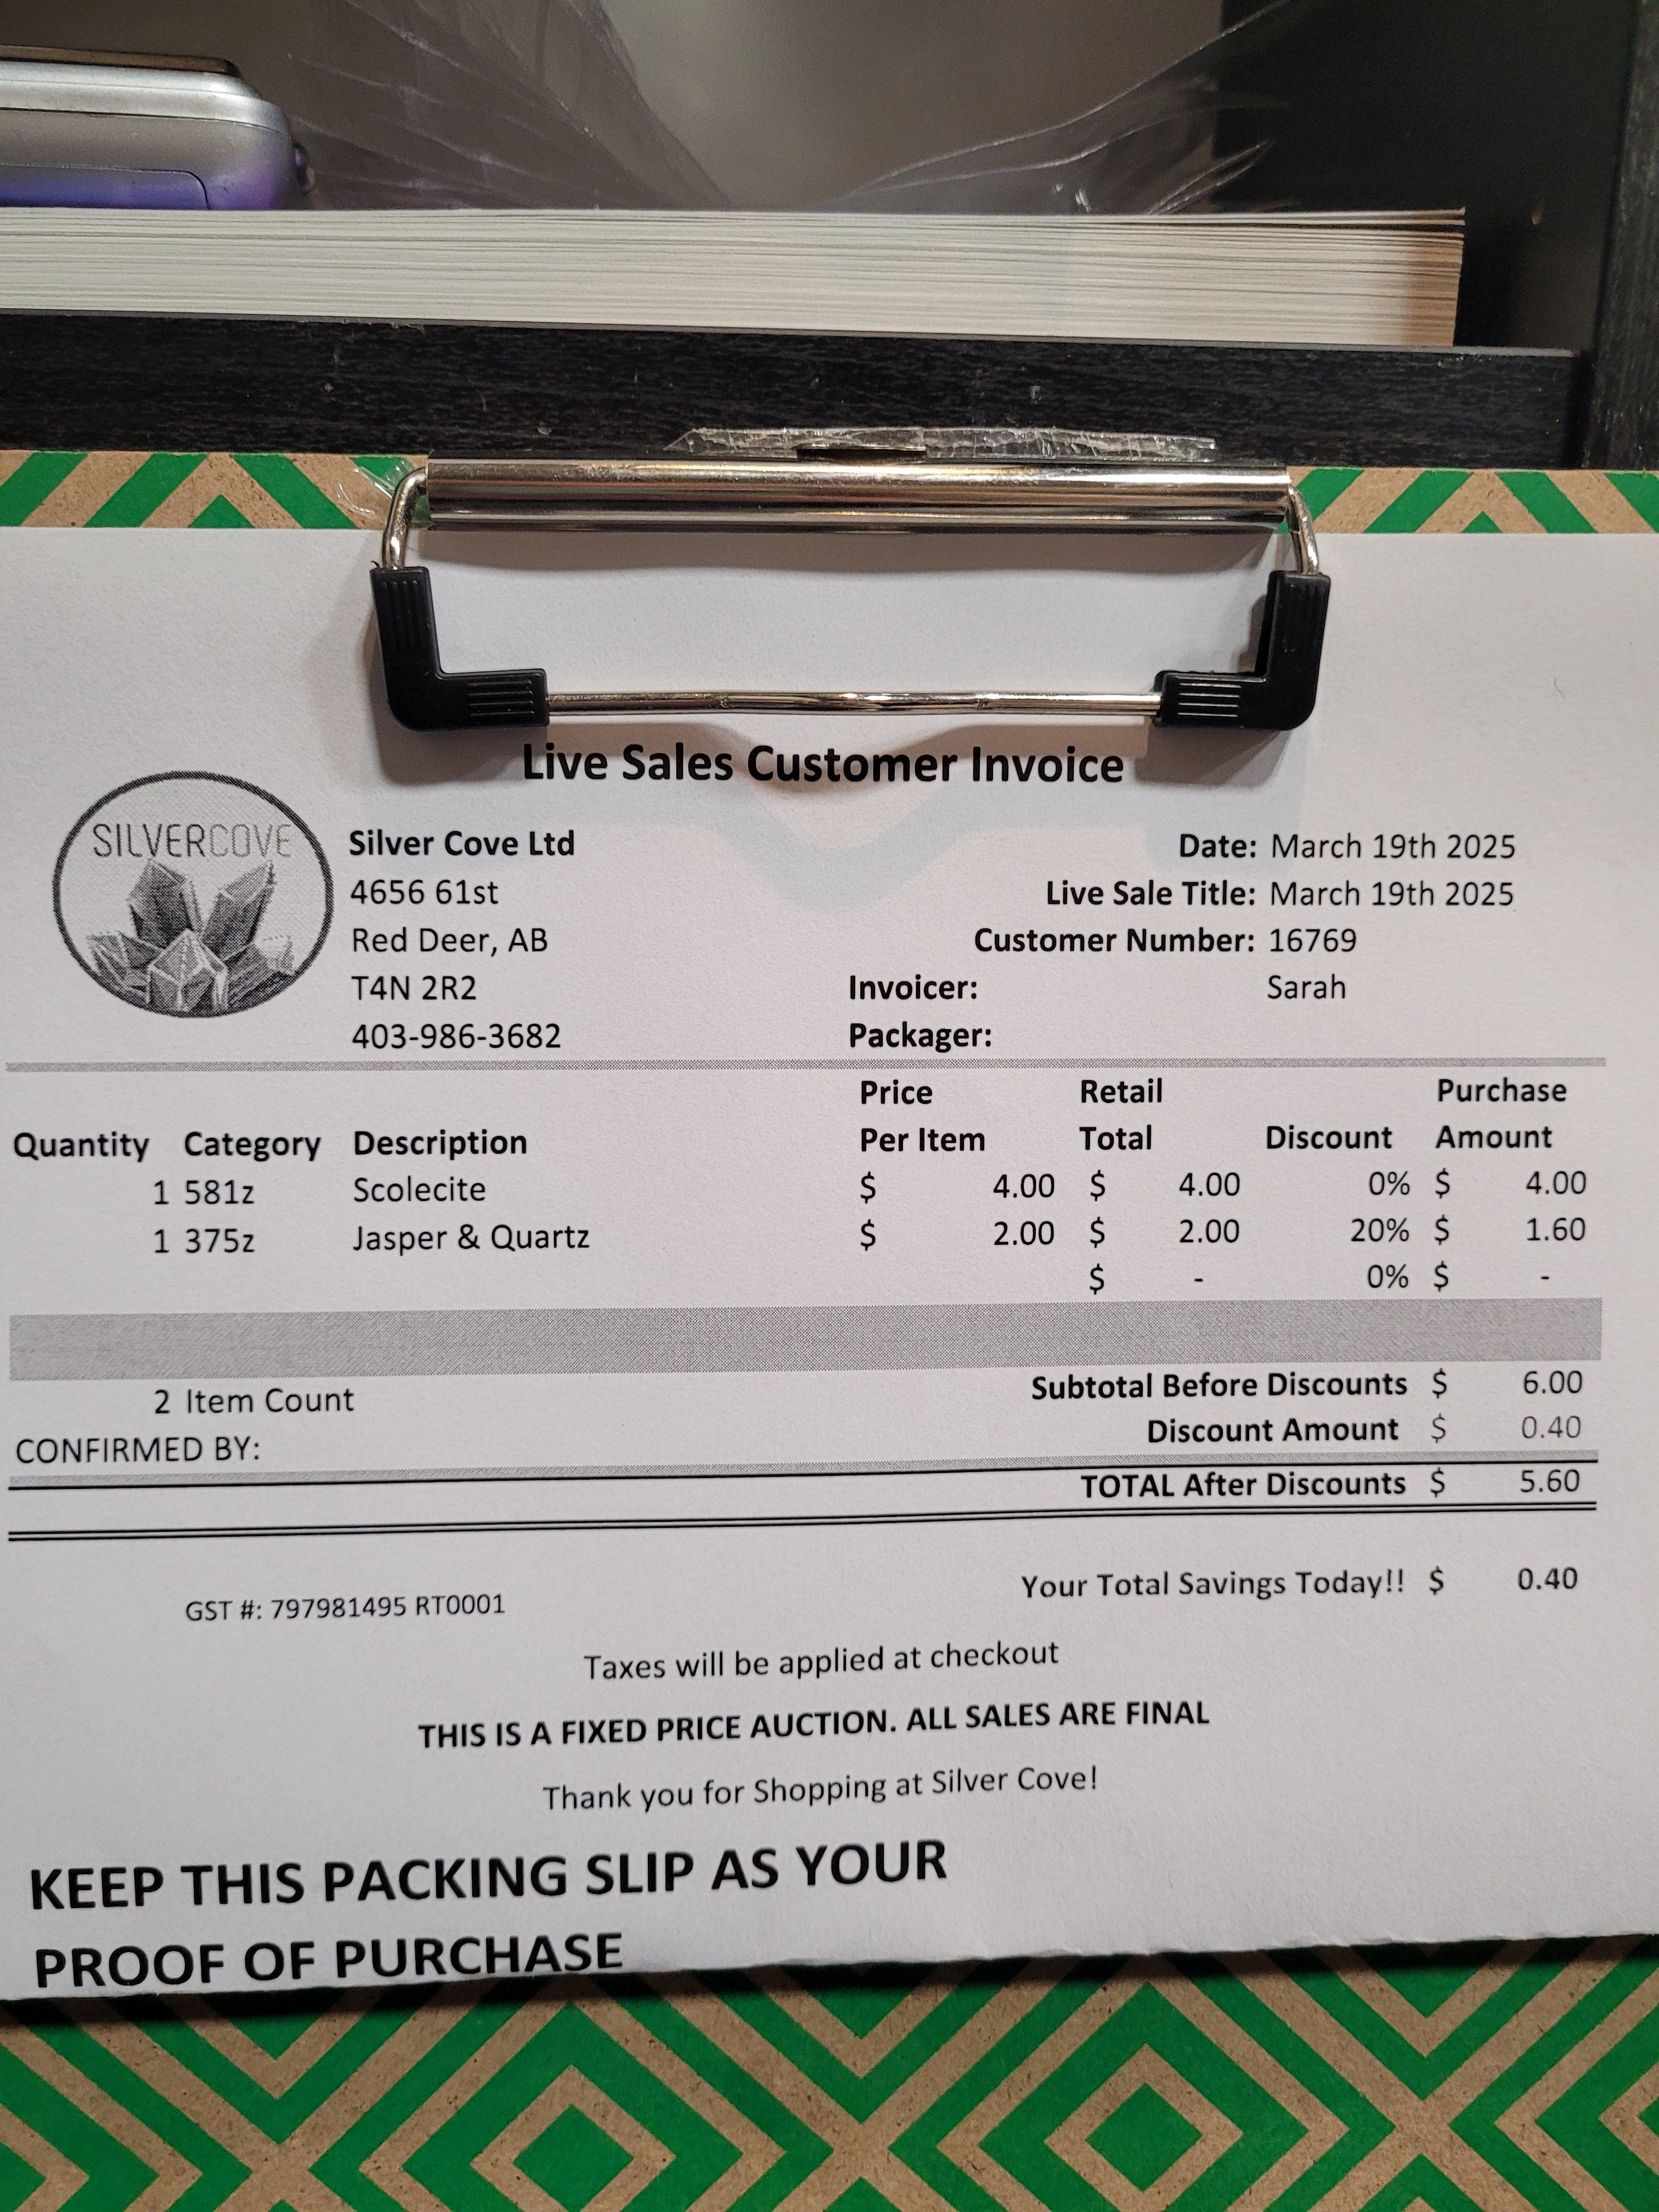 Live Sales Customer Invoice
SILVERCOVE
Silver Cove Ltd
4656 61st
Red Deer, AB
T4N 2R2
403-986-3682
Date: March 19th 2025
Live Sale Title: March 19th 2025
Customer Number: 16769
Invoicer: Sarah
Packager:
Quantity Category Description Price Per Item Retail Total Discount Purchase Amount
1 581z Scolecite $ 4.00 $ 4.00 0% $ 4.00
1 375z Jasper & Quartz $ 2.00 $ 2.00 20% $ 1.60
$ - 0% $ -
2 Item Count
CONFIRMED BY:
Subtotal Before Discounts $ 6.00
Discount Amount $ 0.40
TOTAL After Discounts $ 5.60
Your Total Savings Today!! $ 0.40
GST #: 797981495 RT0001
Taxes will be applied at checkout
THIS IS A FIXED PRICE AUCTION. ALL SALES ARE FINAL
Thank you for Shopping at Silver Cove!
KEEP THIS PACKING SLIP AS YOUR
PROOF OF PURCHASE